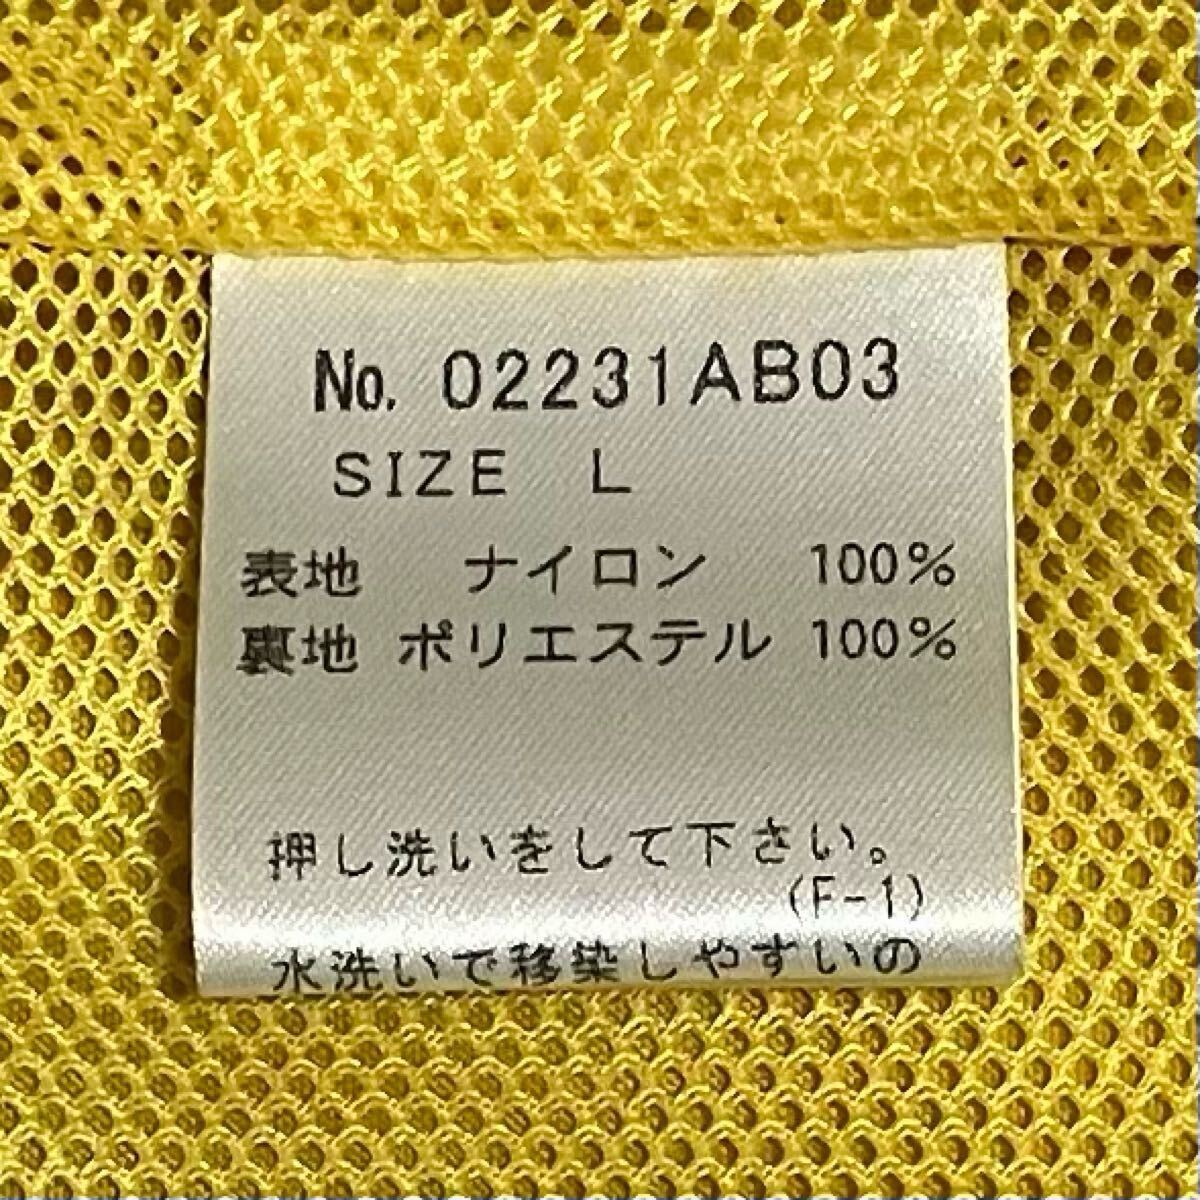 No. 02231AB03
SIZE L
表地 ナイロン 100%
裏地 ポリエステル 100%
押し洗いをして下さい。
(F-1)
水洗いで移染しやすいの